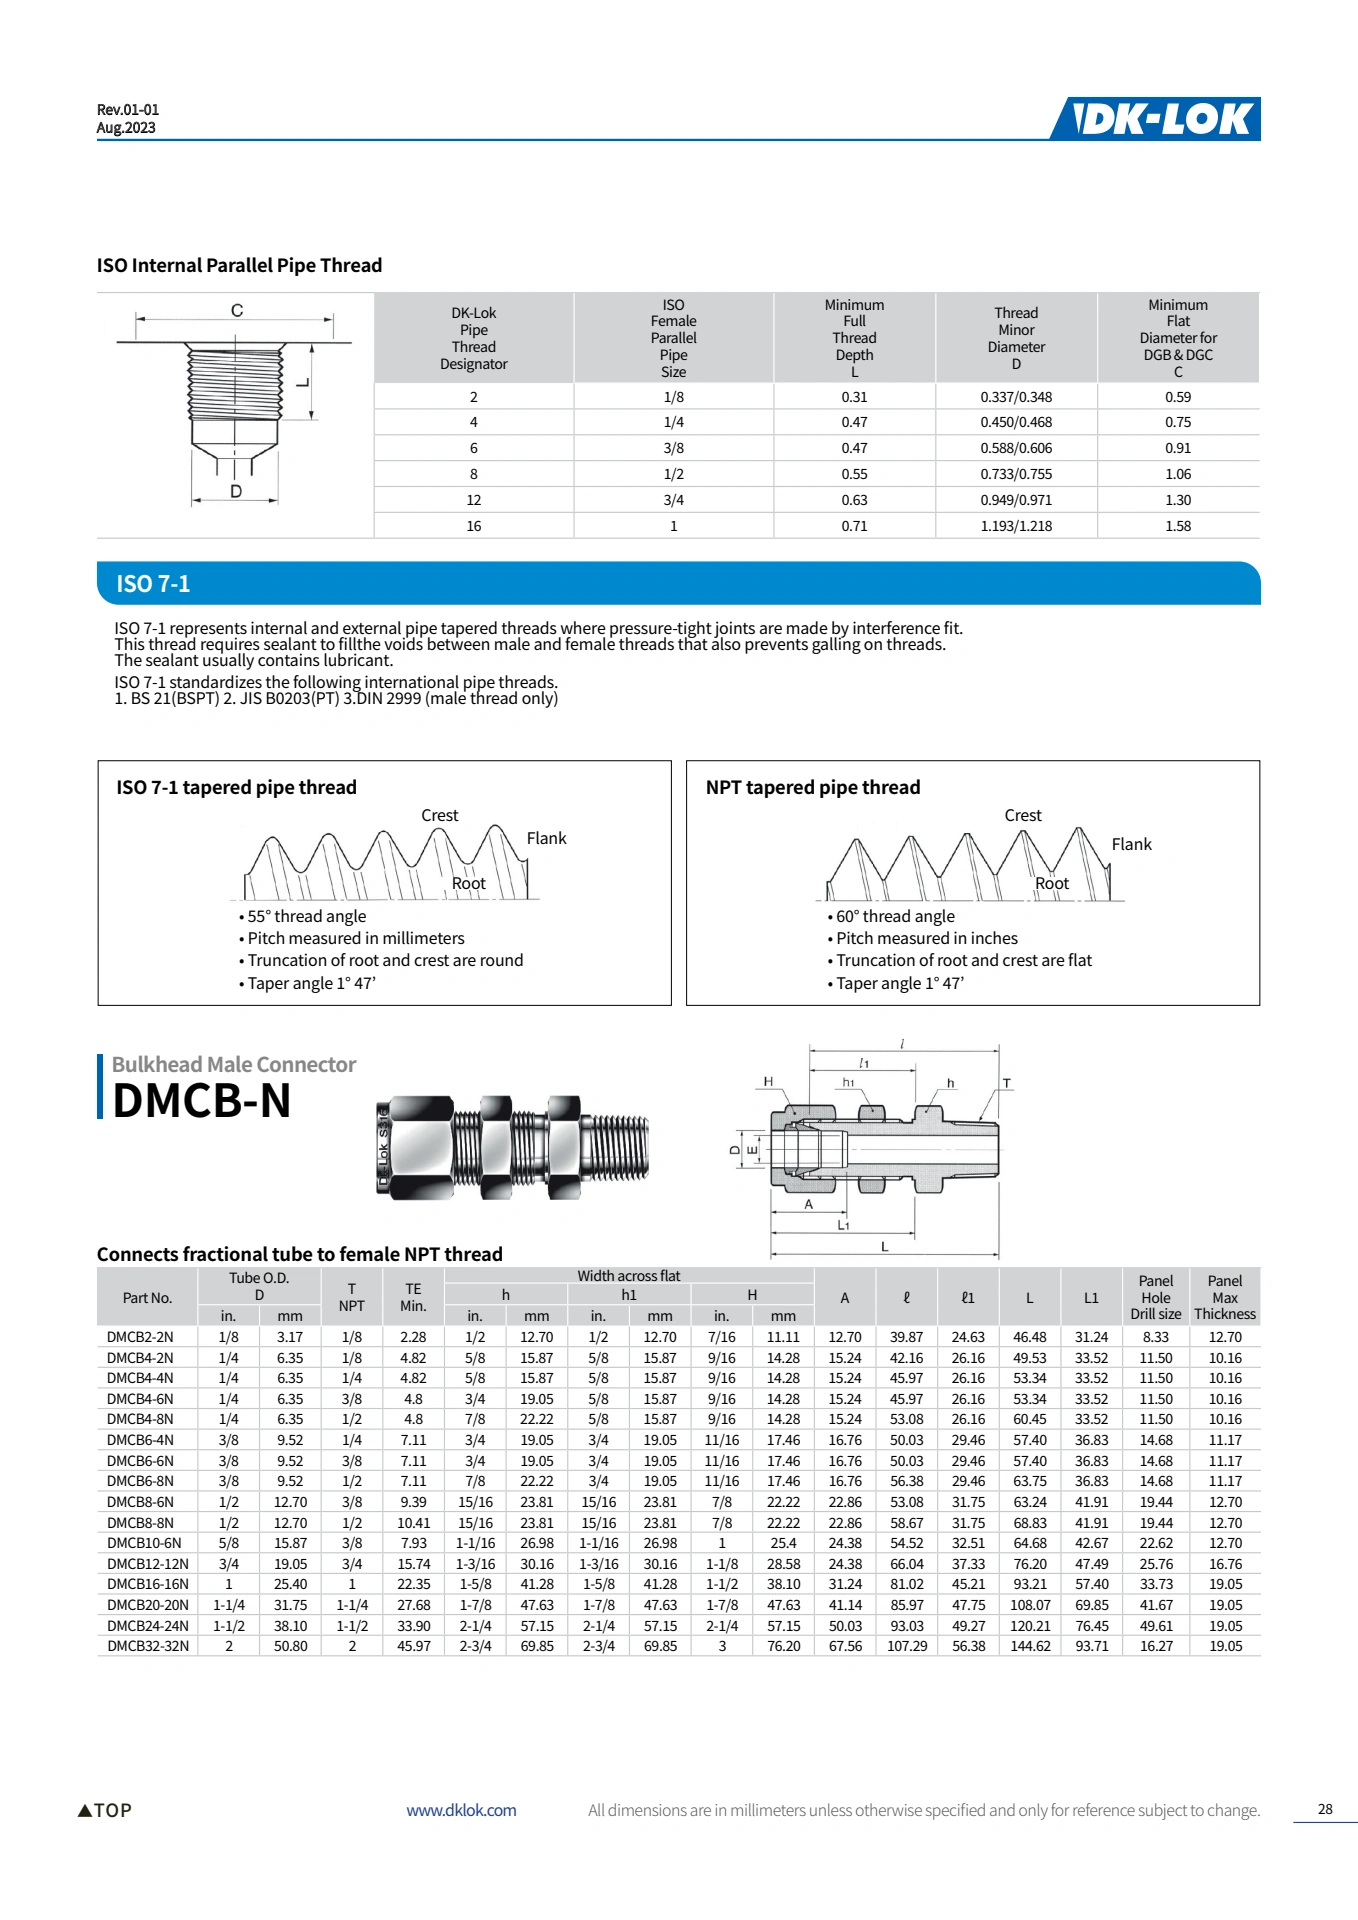 Rev.01-01
Aug.2023
DK-LOK
ISO Internal Parallel Pipe Thread
C
L
D
DK-Lok Pipe Thread Designator | ISO Female Parallel Pipe Size | Minimum Full Thread Depth L | Thread Minor Diameter D | Minimum Flat Diameter for DGB & DGC C
2 1/8 0.31 0.337/0.348 0.59
4 1/4 0.47 0.450/0.468 0.75
6 3/8 0.47 0.588/0.606 0.91
8 1/2 0.55 0.733/0.755 1.06
12 3/4 0.63 0.949/0.971 1.30
16 1 0.71 1.193/1.218 1.58
ISO 7-1
ISO 7-1 represents internal and external pipe tapered threads where pressure-tight joints are made by interference fit.
This thread requires sealant to fillthe voids between male and female threads that also prevents galling on threads.
The sealant usually contains lubricant.
ISO 7-1 standardizes the following international pipe threads.
1. BS 21(BSPT) 2. JIS B0203(PT) 3.DIN 2999 (male thread only)
ISO 7-1 tapered pipe thread
Crest
Flank
Root
• 55° thread angle
• Pitch measured in millimeters
• Truncation of root and crest are round
• Taper angle 1° 47’
NPT tapered pipe thread
Crest
Flank
Root
• 60° thread angle
• Pitch measured in inches
• Truncation of root and crest are flat
• Taper angle 1° 47’
Bulkhead Male Connector
DMCB-N
DK-Lok S316
l
l1
H h1 h T
D E
A
L1
L
Connects fractional tube to female NPT thread
Part No. | Tube O.D. D | T NPT | TE Min. | Width across flat | A | ℓ | ℓ1 | L | L1 | Panel Hole Drill size | Panel Max Thickness
h h1 H
in. mm in. mm in. mm in. mm
DMCB2-2N 1/8 3.17 1/8 2.28 1/2 12.70 1/2 12.70 7/16 11.11 12.70 39.87 24.63 46.48 31.24 8.33 12.70
DMCB4-2N 1/4 6.35 1/8 4.82 5/8 15.87 5/8 15.87 9/16 14.28 15.24 42.16 26.16 49.53 33.52 11.50 10.16
DMCB4-4N 1/4 6.35 1/4 4.82 5/8 15.87 5/8 15.87 9/16 14.28 15.24 45.97 26.16 53.34 33.52 11.50 10.16
DMCB4-6N 1/4 6.35 3/8 4.8 3/4 19.05 5/8 15.87 9/16 14.28 15.24 45.97 26.16 53.34 33.52 11.50 10.16
DMCB4-8N 1/4 6.35 1/2 4.8 7/8 22.22 5/8 15.87 9/16 14.28 15.24 53.08 26.16 60.45 33.52 11.50 10.16
DMCB6-4N 3/8 9.52 1/4 7.11 3/4 19.05 3/4 19.05 11/16 17.46 16.76 50.03 29.46 57.40 36.83 14.68 11.17
DMCB6-6N 3/8 9.52 3/8 7.11 3/4 19.05 3/4 19.05 11/16 17.46 16.76 50.03 29.46 57.40 36.83 14.68 11.17
DMCB6-8N 3/8 9.52 1/2 7.11 7/8 22.22 3/4 19.05 11/16 17.46 16.76 56.38 29.46 63.75 36.83 14.68 11.17
DMCB8-6N 1/2 12.70 3/8 9.39 15/16 23.81 15/16 23.81 7/8 22.22 22.86 53.08 31.75 63.24 41.91 19.44 12.70
DMCB8-8N 1/2 12.70 1/2 10.41 15/16 23.81 15/16 23.81 7/8 22.22 22.86 58.67 31.75 68.83 41.91 19.44 12.70
DMCB10-6N 5/8 15.87 3/8 7.93 1-1/16 26.98 1-1/16 26.98 1 25.4 24.38 54.52 32.51 64.68 42.67 22.62 12.70
DMCB12-12N 3/4 19.05 3/4 15.74 1-3/16 30.16 1-3/16 30.16 1-1/8 28.58 24.38 66.04 37.33 76.20 47.49 25.76 16.76
DMCB16-16N 1 25.40 1 22.35 1-5/8 41.28 1-5/8 41.28 1-1/2 38.10 31.24 81.02 45.21 93.21 57.40 33.73 19.05
DMCB20-20N 1-1/4 31.75 1-1/4 27.68 1-7/8 47.63 1-7/8 47.63 1-7/8 47.63 41.14 85.97 47.75 108.07 69.85 41.67 19.05
DMCB24-24N 1-1/2 38.10 1-1/2 33.90 2-1/4 57.15 2-1/4 57.15 2-1/4 57.15 50.03 93.03 49.27 120.21 76.45 49.61 19.05
DMCB32-32N 2 50.80 2 45.97 2-3/4 69.85 2-3/4 69.85 3 76.20 67.56 107.29 56.38 144.62 93.71 16.27 19.05
▲TOP
www.dklok.com
All dimensions are in millimeters unless otherwise specified and only for reference subject to change.
28